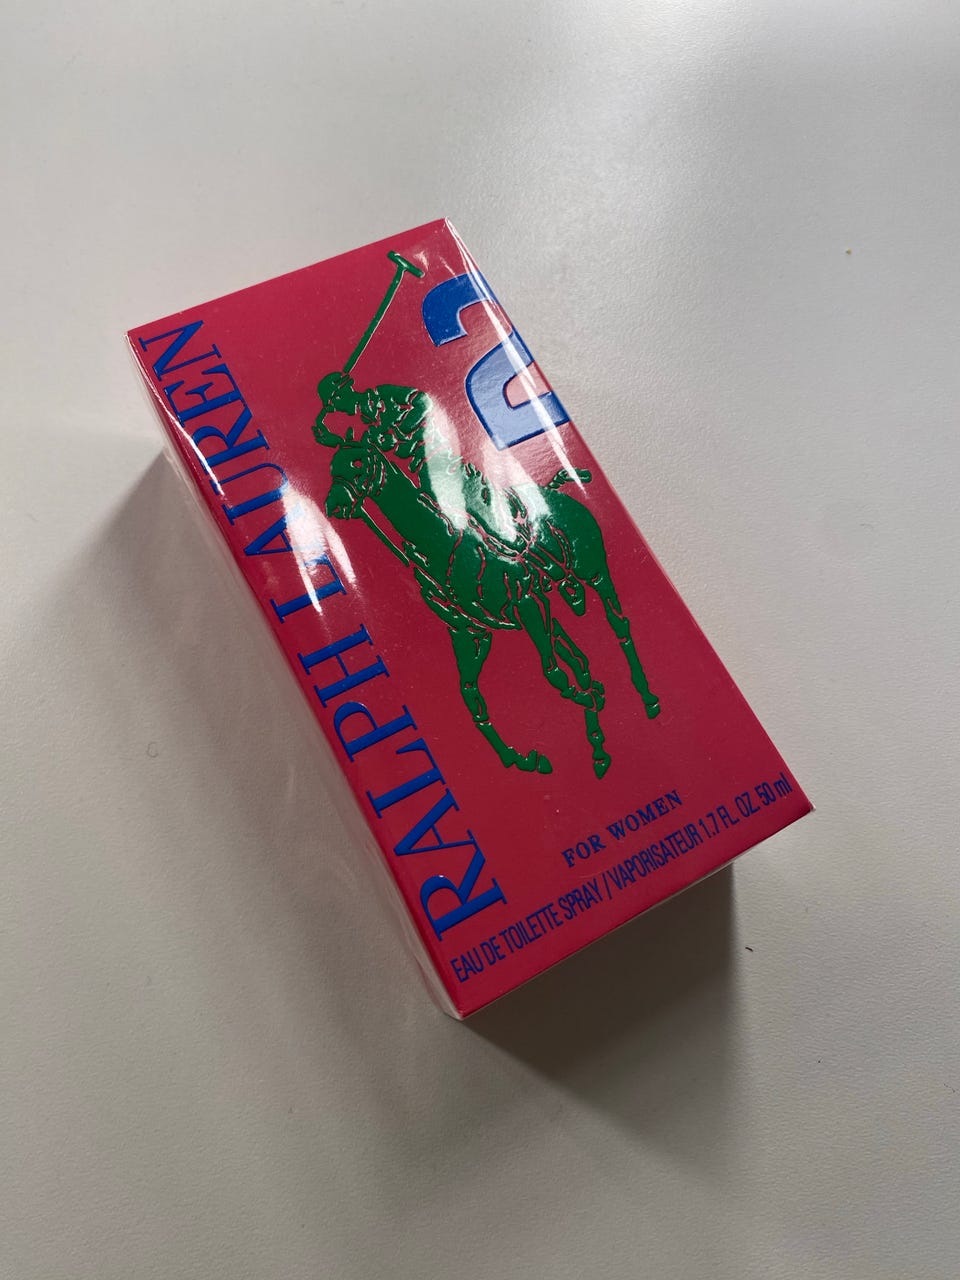 2
RALPH LAUREN
FOR WOMEN
EAU DE TOILETTE SPRAY / VAPORISATEUR 1.7 FL. OZ. 50 ml